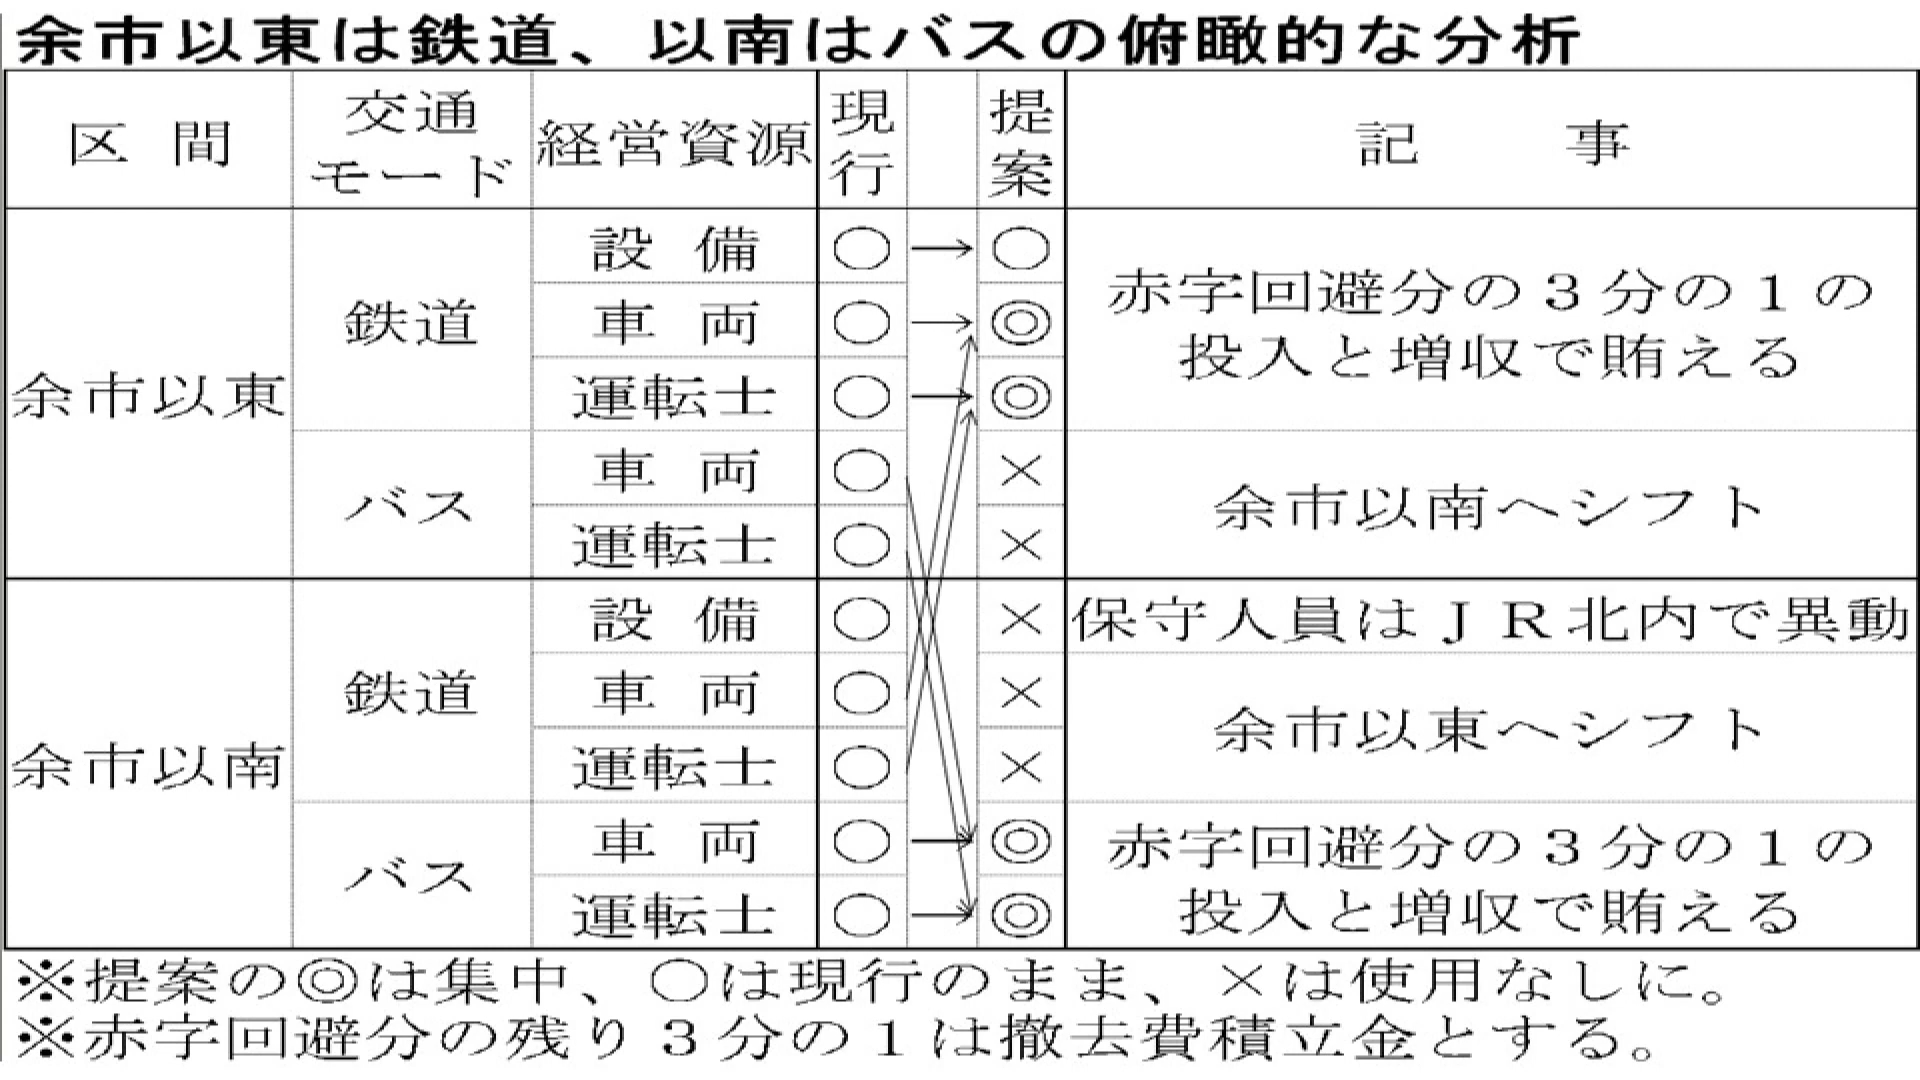 余市以東は鉄道、以南はバスの俯瞰的な分析
区間 交通モード 経営資源 現行 提案 記事
余市以東 鉄道 設備 ○ → ○ 赤字回避分の３分の１の
車両 ○ → ◎ 投入と増収で賄える
運転士 ○ → ◎
バス 車両 ○ × 余市以南へシフト
運転士 ○ ×
余市以南 鉄道 設備 ○ × 保守人員はＪＲ北内で異動
車両 ○ × 余市以東へシフト
運転士 ○ ×
バス 車両 ○ → ◎ 赤字回避分の３分の１の
運転士 ○ → ◎ 投入と増収で賄える
※提案の◎は集中、○は現行のまま、×は使用なしに。
※赤字回避分の残り３分の１は撤去費積立金とする。